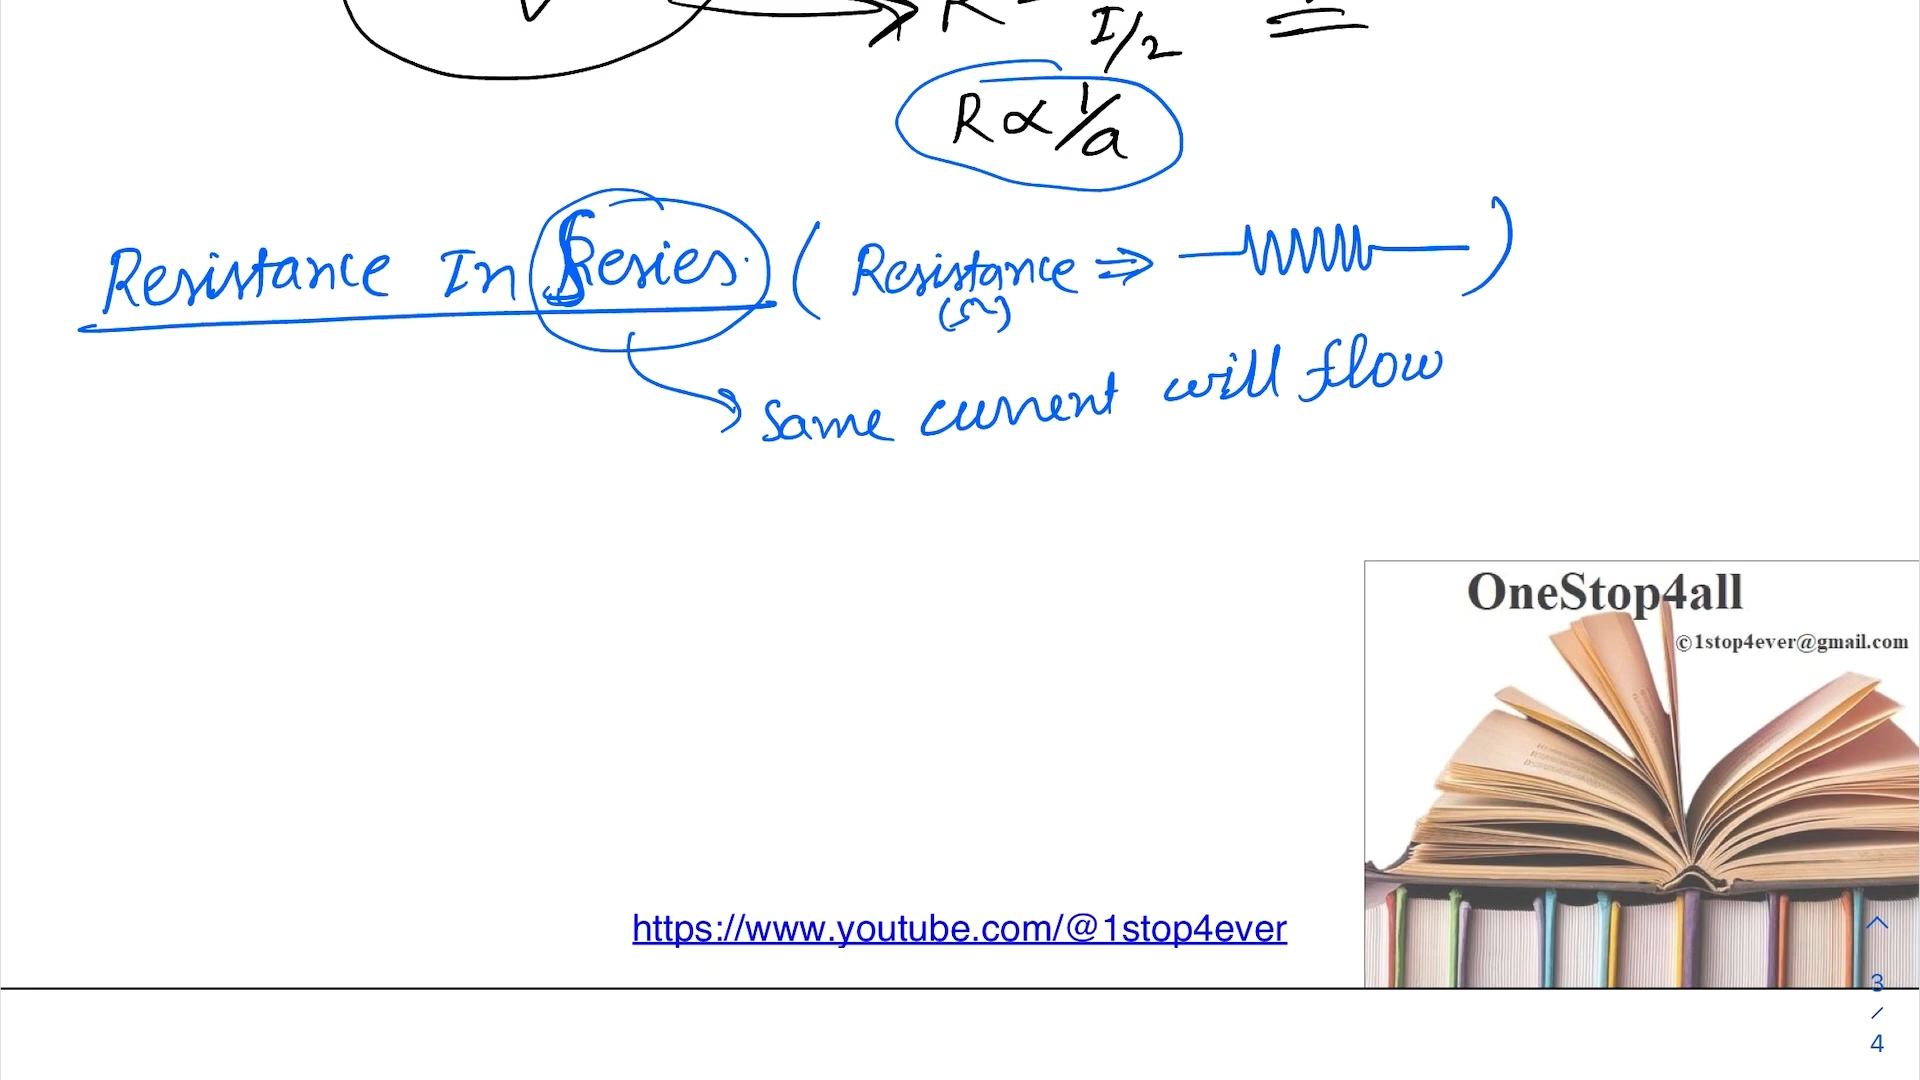 I/2
R ∝ 1/a
Resistance In Series. ( Resistance ⇒ )
(Ω)
Same current will flow
OneStop4all
©1stop4ever@gmail.com
https://www.youtube.com/@1stop4ever
3
/
4